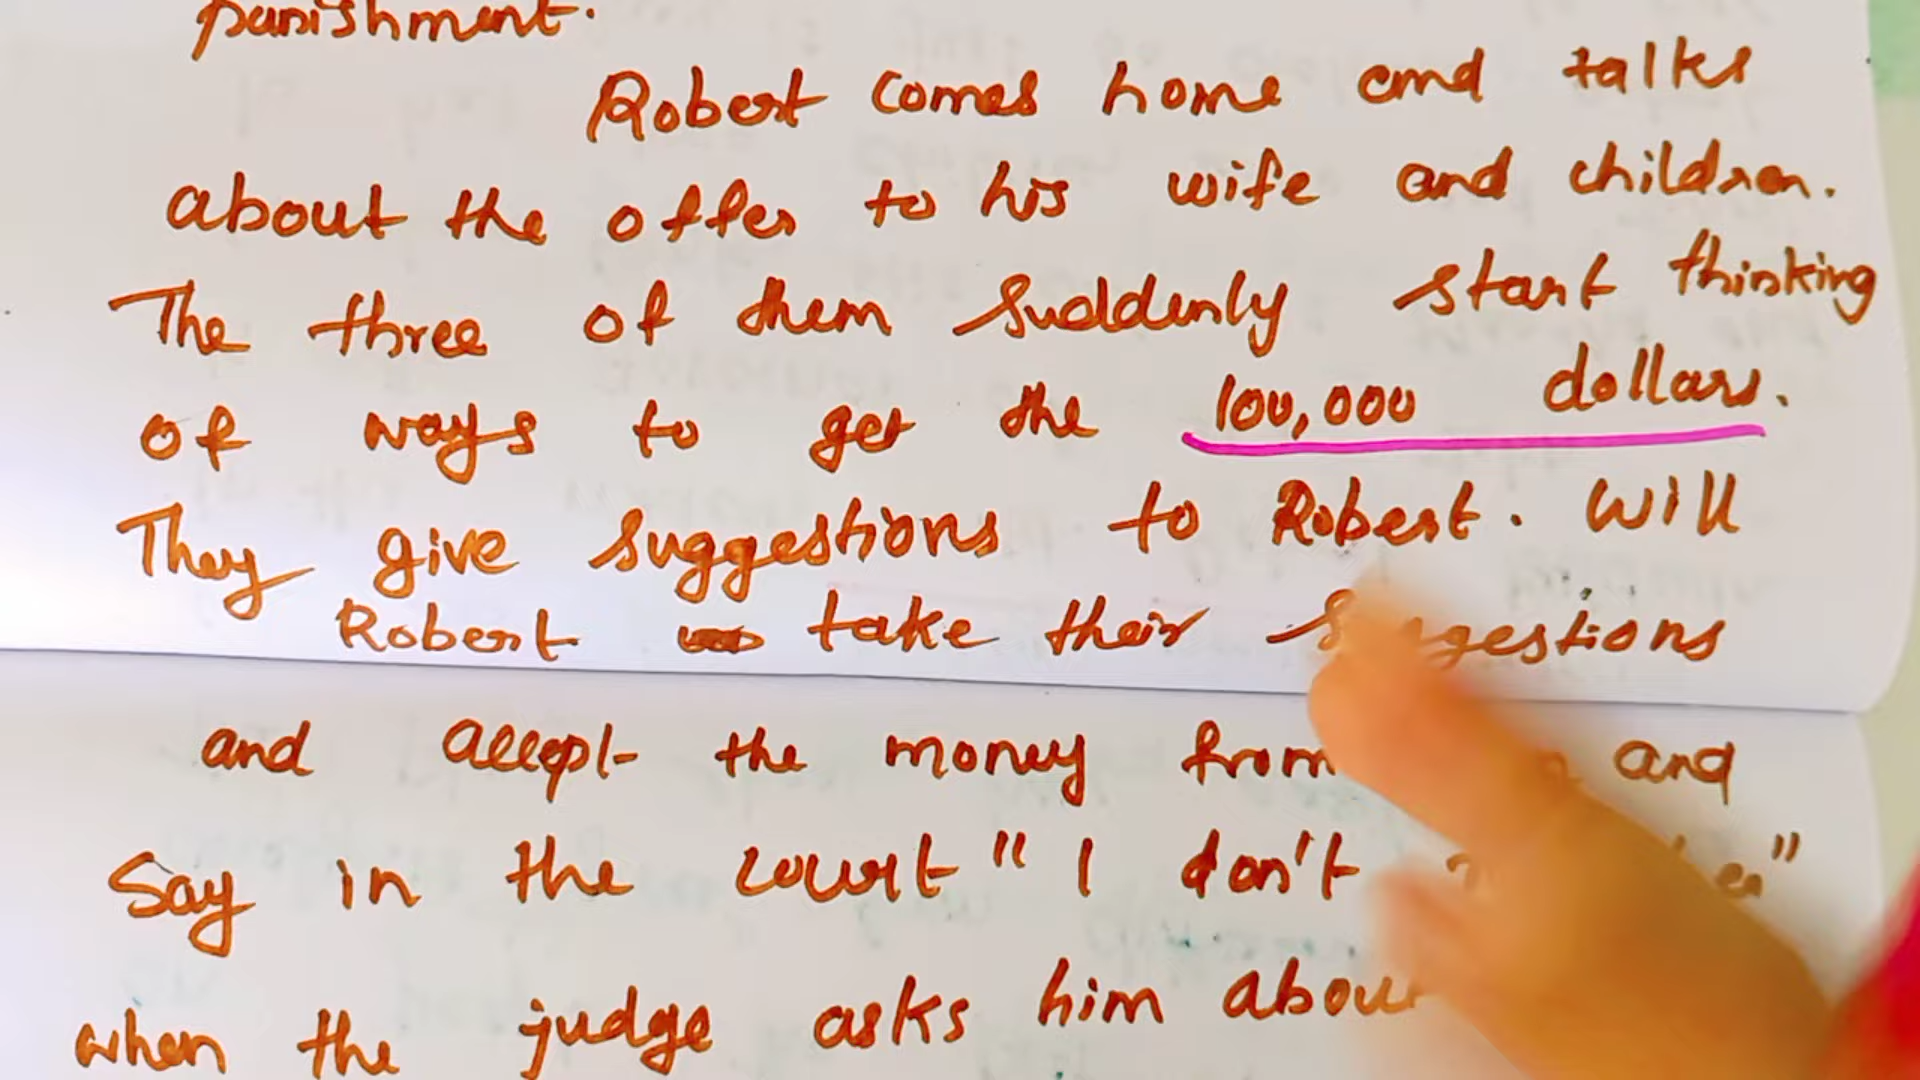 punishment.
Robert comes home and talks
about the offer to his wife and children.
The three of them suddenly start thinking
of ways to get the 100,000 dollars.
They give suggestions to Robert. Will
Robert take their suggestions
and accept the money from and
Say in the court " I don't
when the judge asks him about